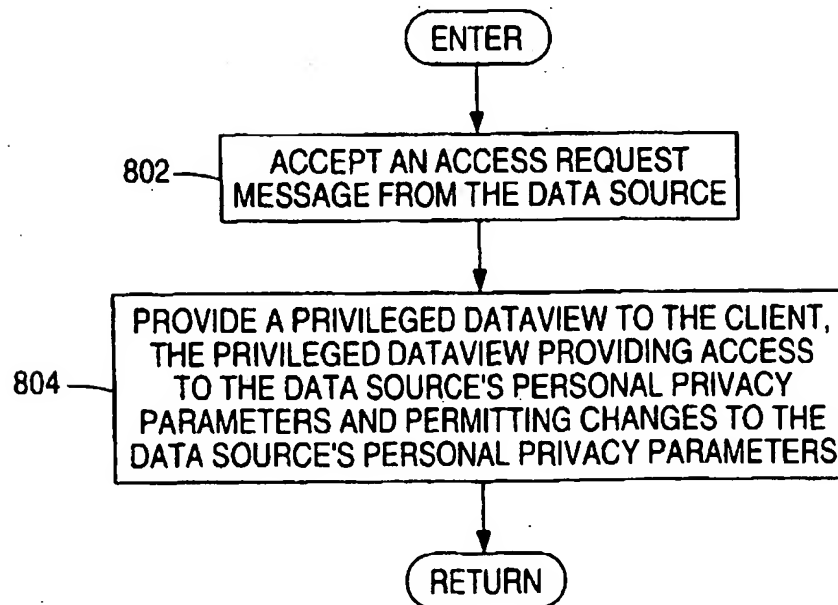 ENTER
802
ACCEPT AN ACCESS REQUEST
MESSAGE FROM THE DATA SOURCE
804
PROVIDE A PRIVILEGED DATAVIEW TO THE CLIENT,
THE PRIVILEGED DATAVIEW PROVIDING ACCESS
TO THE DATA SOURCE'S PERSONAL PRIVACY
PARAMETERS AND PERMITTING CHANGES TO THE
DATA SOURCE'S PERSONAL PRIVACY PARAMETERS
RETURN